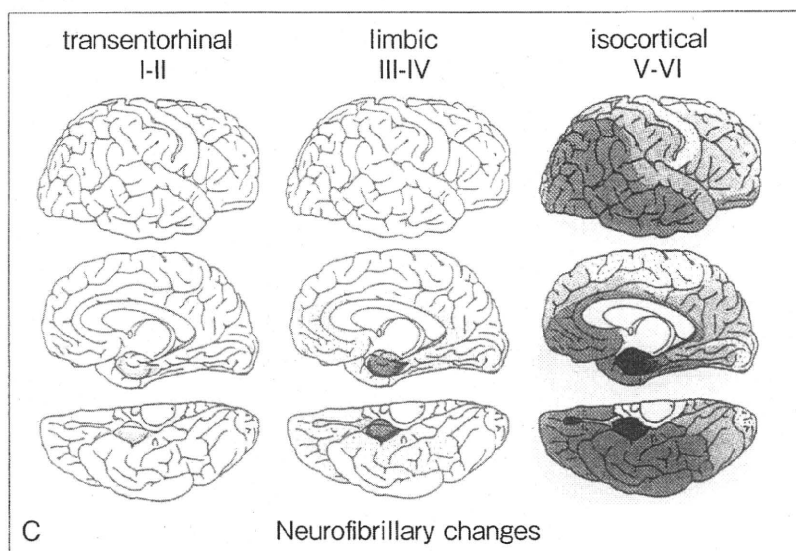 transentorhinal
I-II
limbic
III-IV
isocortical
V-VI
C
Neurofibrillary changes